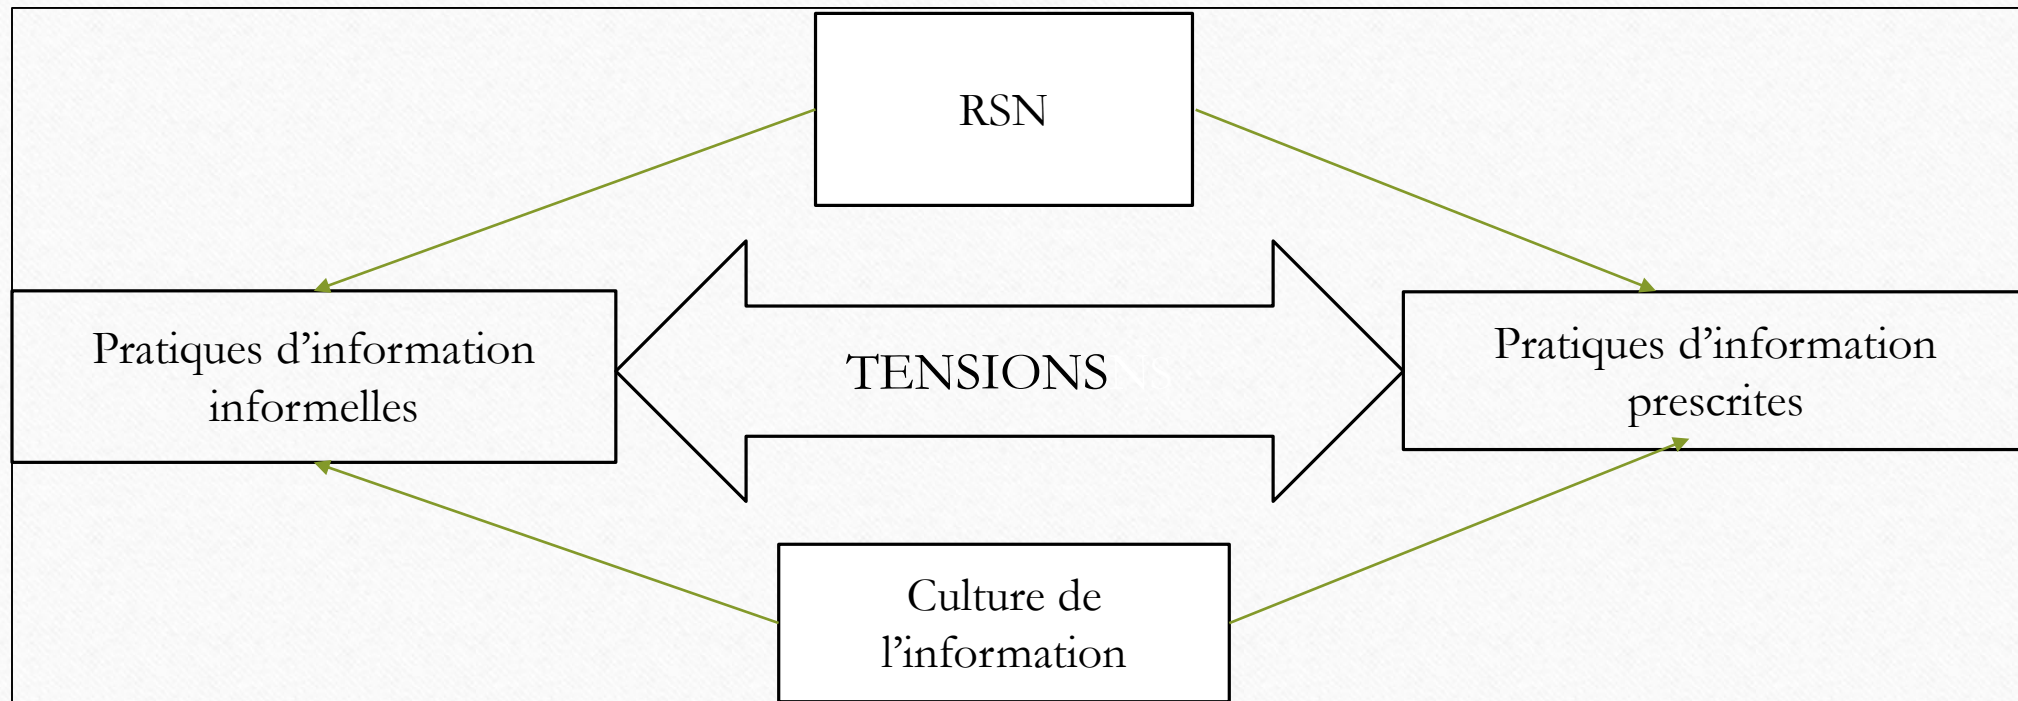 RSN
Pratiques d’information
informelles
TENSIONS
Pratiques d’information
prescrites
Culture de
l’information